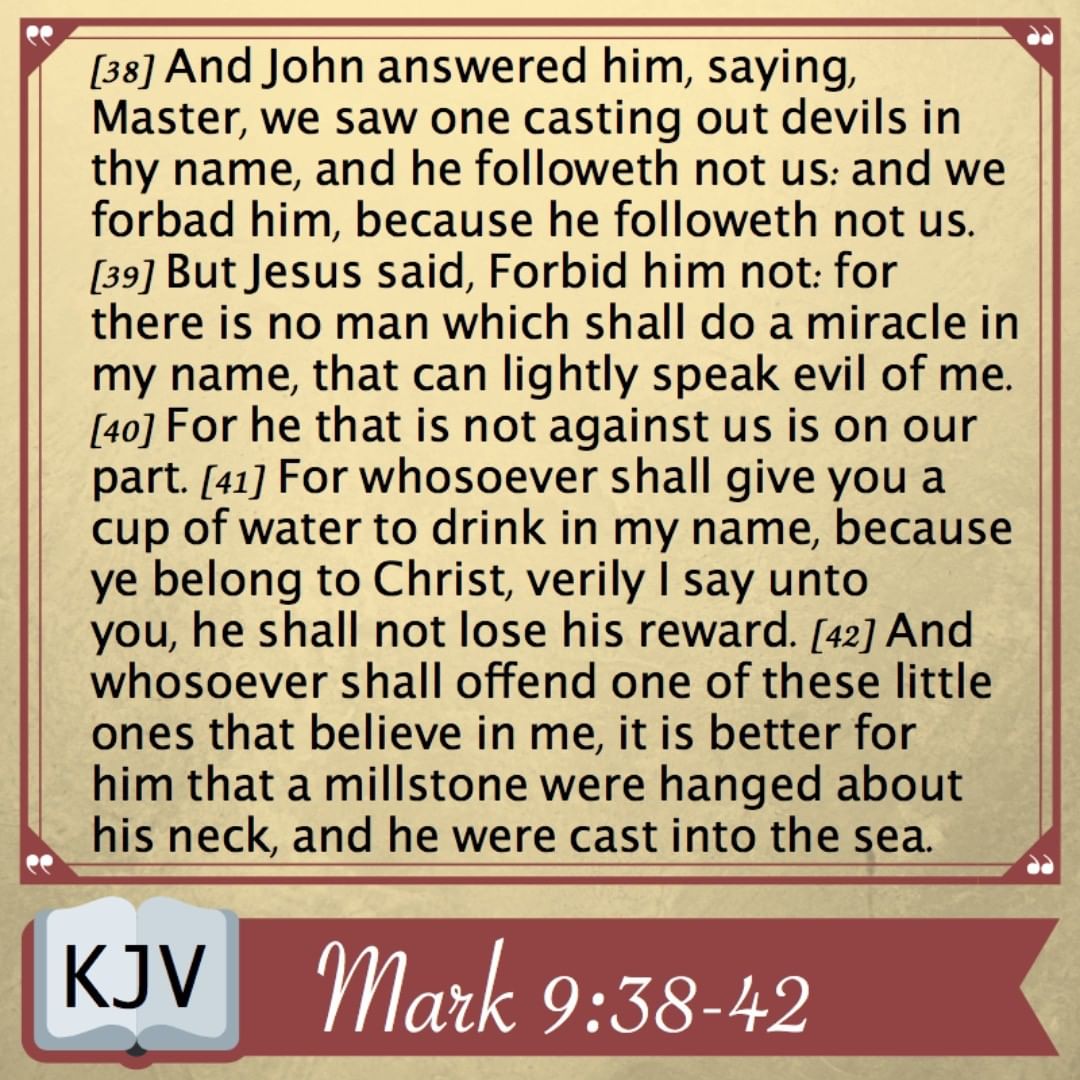 [38] And John answered him, saying,
Master, we saw one casting out devils in
thy name, and he followeth not us: and we
forbad him, because he followeth not us.
[39] But Jesus said, Forbid him not: for
there is no man which shall do a miracle in
my name, that can lightly speak evil of me.
[40] For he that is not against us is on our
part. [41] For whosoever shall give you a
cup of water to drink in my name, because
ye belong to Christ, verily I say unto
you, he shall not lose his reward. [42] And
whosoever shall offend one of these little
ones that believe in me, it is better for
him that a millstone were hanged about
his neck, and he were cast into the sea.
KJV
Mark 9:38-42